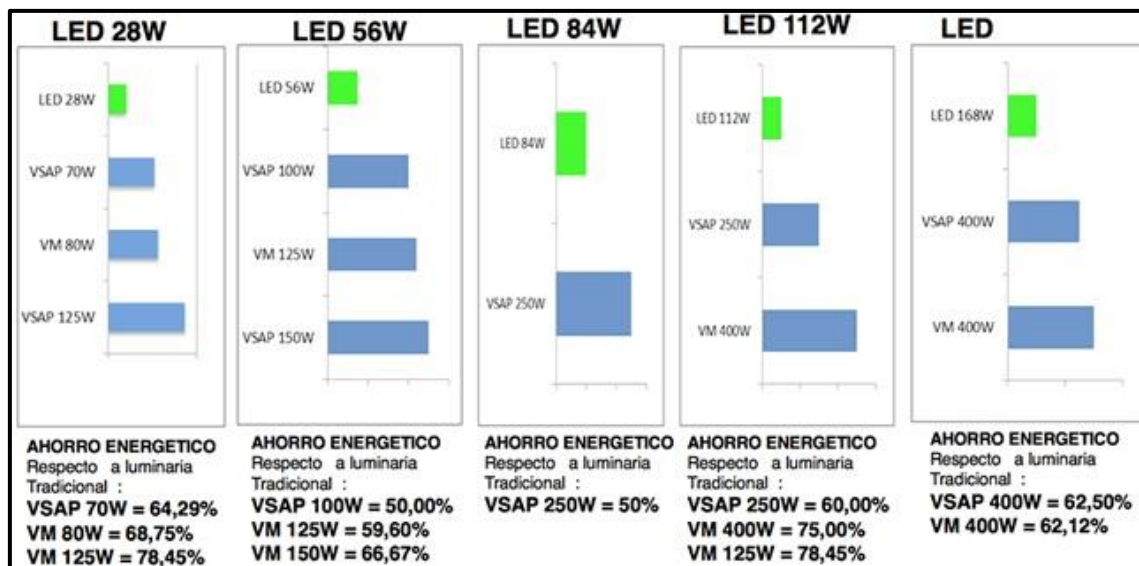 LED 28W
LED 28W
VSAP 70W
VM 80W
VSAP 125W
AHORRO ENERGETICO
Respecto a luminaria
Tradicional :
VSAP 70W = 64,29%
VM 80W = 68,75%
VM 125W = 78,45%
LED 56W
LED 56W
VSAP 100W
VM 125W
VSAP 150W
AHORRO ENERGETICO
Respecto a luminaria
Tradicional :
VSAP 100W = 50,00%
VM 125W = 59,60%
VM 150W = 66,67%
LED 84W
LED 84W
VSAP 250W
AHORRO ENERGETICO
Respecto a luminaria
Tradicional :
VSAP 250W = 50%
LED 112W
LED 112W
VSAP 250W
VM 400W
AHORRO ENERGETICO
Respecto a luminaria
Tradicional :
VSAP 250W = 60,00%
VM 400W = 75,00%
VM 125W = 78,45%
LED
LED 168W
VSAP 400W
VM 400W
AHORRO ENERGETICO
Respecto a luminaria
Tradicional :
VSAP 400W = 62,50%
VM 400W = 62,12%